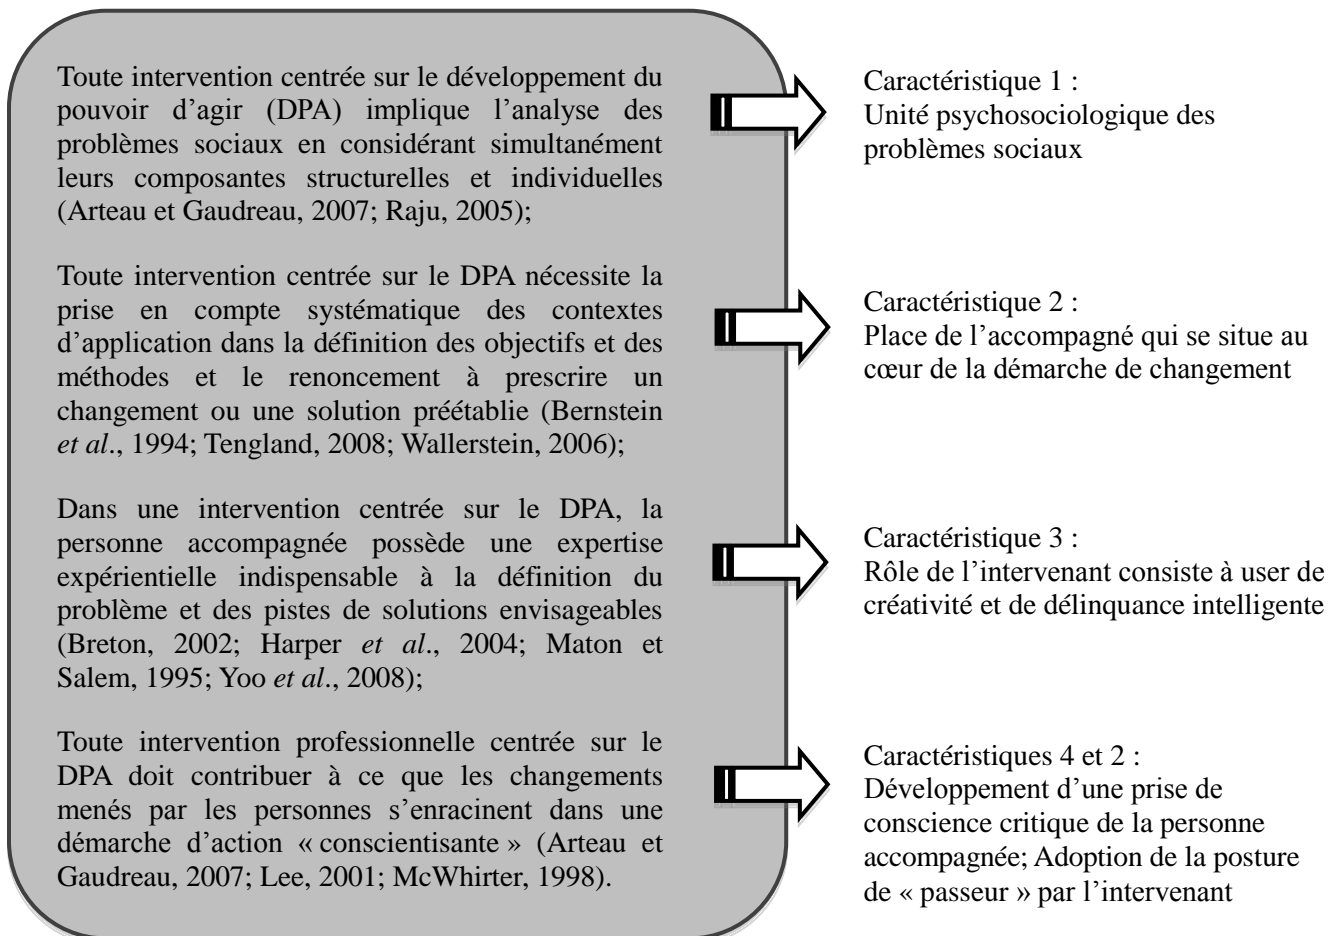 Toute intervention centrée sur le développement du
pouvoir d’agir (DPA) implique l’analyse des
problèmes sociaux en considérant simultanément
leurs composantes structurelles et individuelles
(Arteau et Gaudreau, 2007; Raju, 2005);
Caractéristique 1 :
Unité psychosociologique des
problèmes sociaux
Toute intervention centrée sur le DPA nécessite la
prise en compte systématique des contextes
d’application dans la définition des objectifs et des
méthodes et le renoncement à prescrire un
changement ou une solution préétablie (Bernstein
et al., 1994; Tengland, 2008; Wallerstein, 2006);
Caractéristique 2 :
Place de l’accompagné qui se situe au
cœur de la démarche de changement
Dans une intervention centrée sur le DPA, la
personne accompagnée possède une expertise
expérientielle indispensable à la définition du
problème et des pistes de solutions envisageables
(Breton, 2002; Harper et al., 2004; Maton et
Salem, 1995; Yoo et al., 2008);
Caractéristique 3 :
Rôle de l’intervenant consiste à user de
créativité et de délinquance intelligente
Toute intervention professionnelle centrée sur le
DPA doit contribuer à ce que les changements
menés par les personnes s’enracinent dans une
démarche d’action « conscientisante » (Arteau et
Gaudreau, 2007; Lee, 2001; McWhirter, 1998).
Caractéristiques 4 et 2 :
Développement d’une prise de
conscience critique de la personne
accompagnée; Adoption de la posture
de « passeur » par l’intervenant